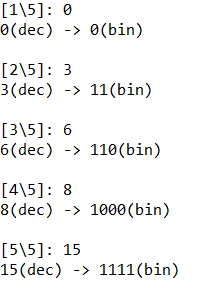 [1\5]: 0
0(dec) -> 0(bin)
[2\5]: 3
3(dec) -> 11(bin)
[3\5]: 6
6(dec) -> 110(bin)
[4\5]: 8
8(dec) -> 1000(bin)
[5\5]: 15
15(dec) -> 1111(bin)